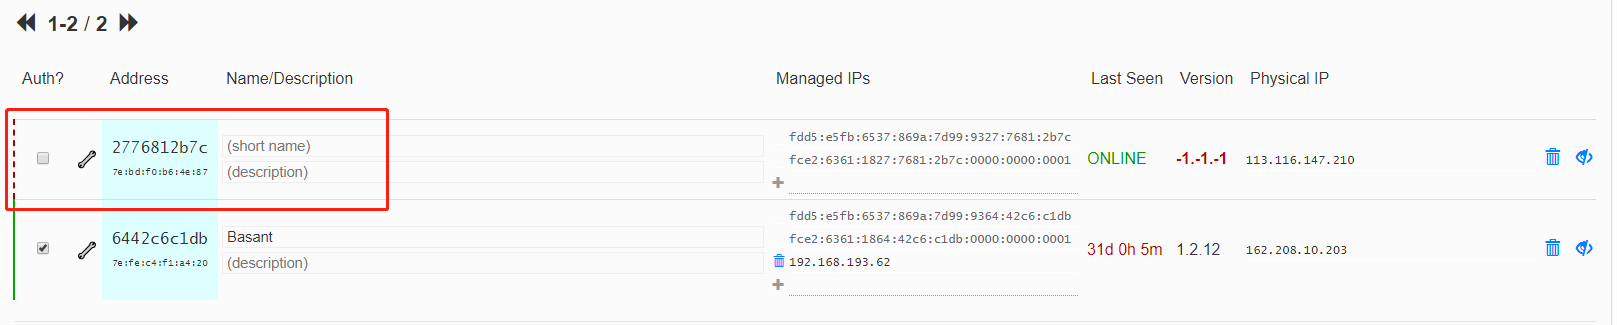 1-2 / 2
Auth? Address Name/Description Managed IPs Last Seen Version Physical IP
2776812b7c
7e:bd:f0:b6:4e:87
(short name)
(description)
fdd5:e5fb:6537:869a:7d99:9327:7681:2b7c
fce2:6361:1827:7681:2b7c:0000:0000:0001
+
ONLINE -1.-1.-1 113.116.147.210
6442c6c1db
7e:fe:c4:f1:a4:20
Basant
(description)
fdd5:e5fb:6537:869a:7d99:9364:42c6:c1db
fce2:6361:1864:42c6:c1db:0000:0000:0001
192.168.193.62
+
31d 0h 5m 1.2.12 162.208.10.203